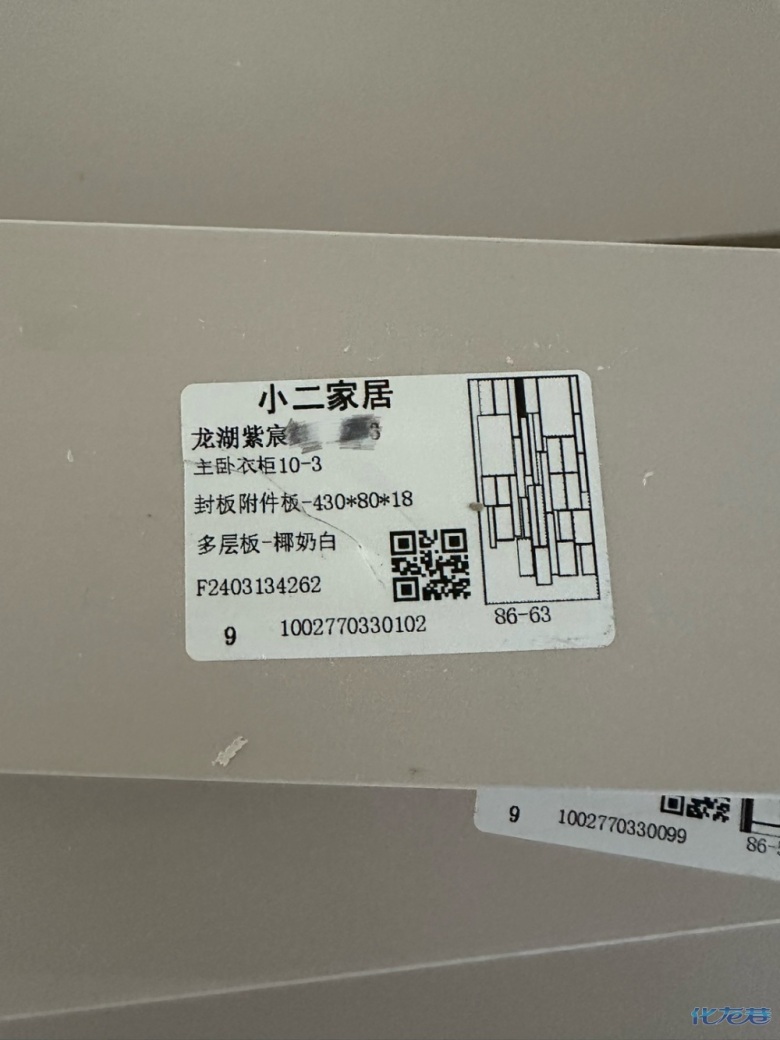 小二家居
龙湖紫宸
主卧衣柜10-3
封板附件板-430*80*18
多层板-椰奶白
F2403134262
9 1002770330102
86-63
9 1002770330099
86-
化龙巷